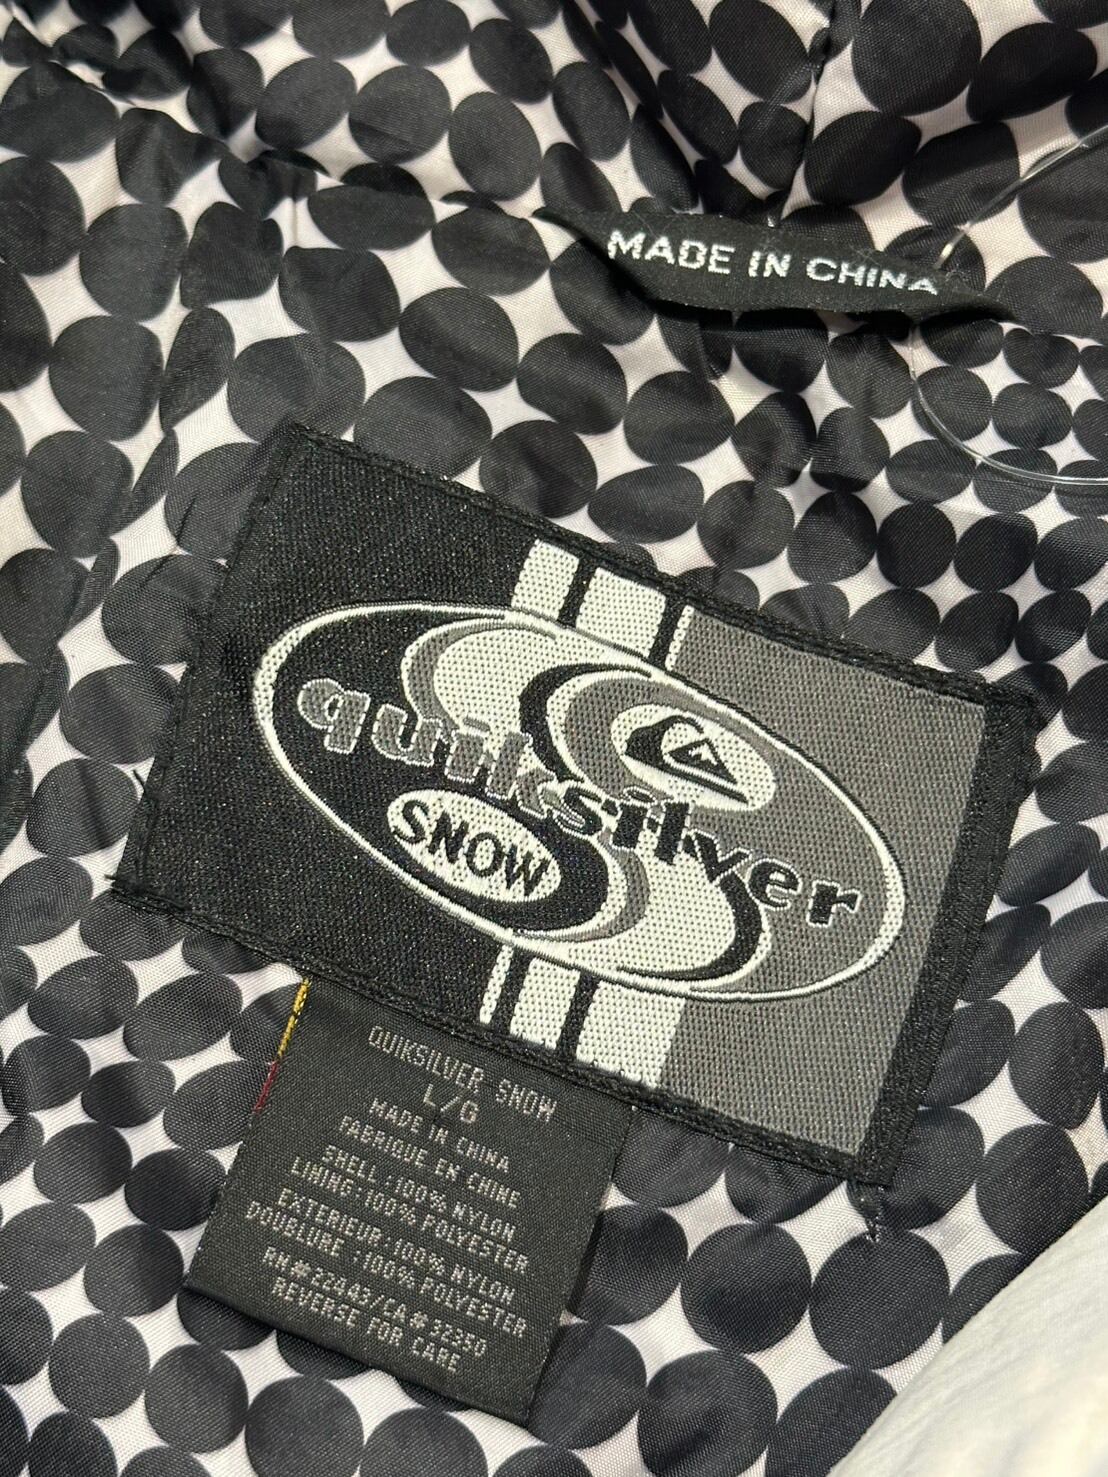 MADE IN CHINA
quiksilver
SNOW
QUIKSILVER SNOW
L/G
MADE IN CHINA
FABRIQUE EN CHINE
SHELL:100% NYLON
LINING:100% POLYESTER
EXTERIEUR.100% NYLON
DOUBLURE :100% POLYESTER
RN#22043/CA#32350
REVERSE FOR CARE